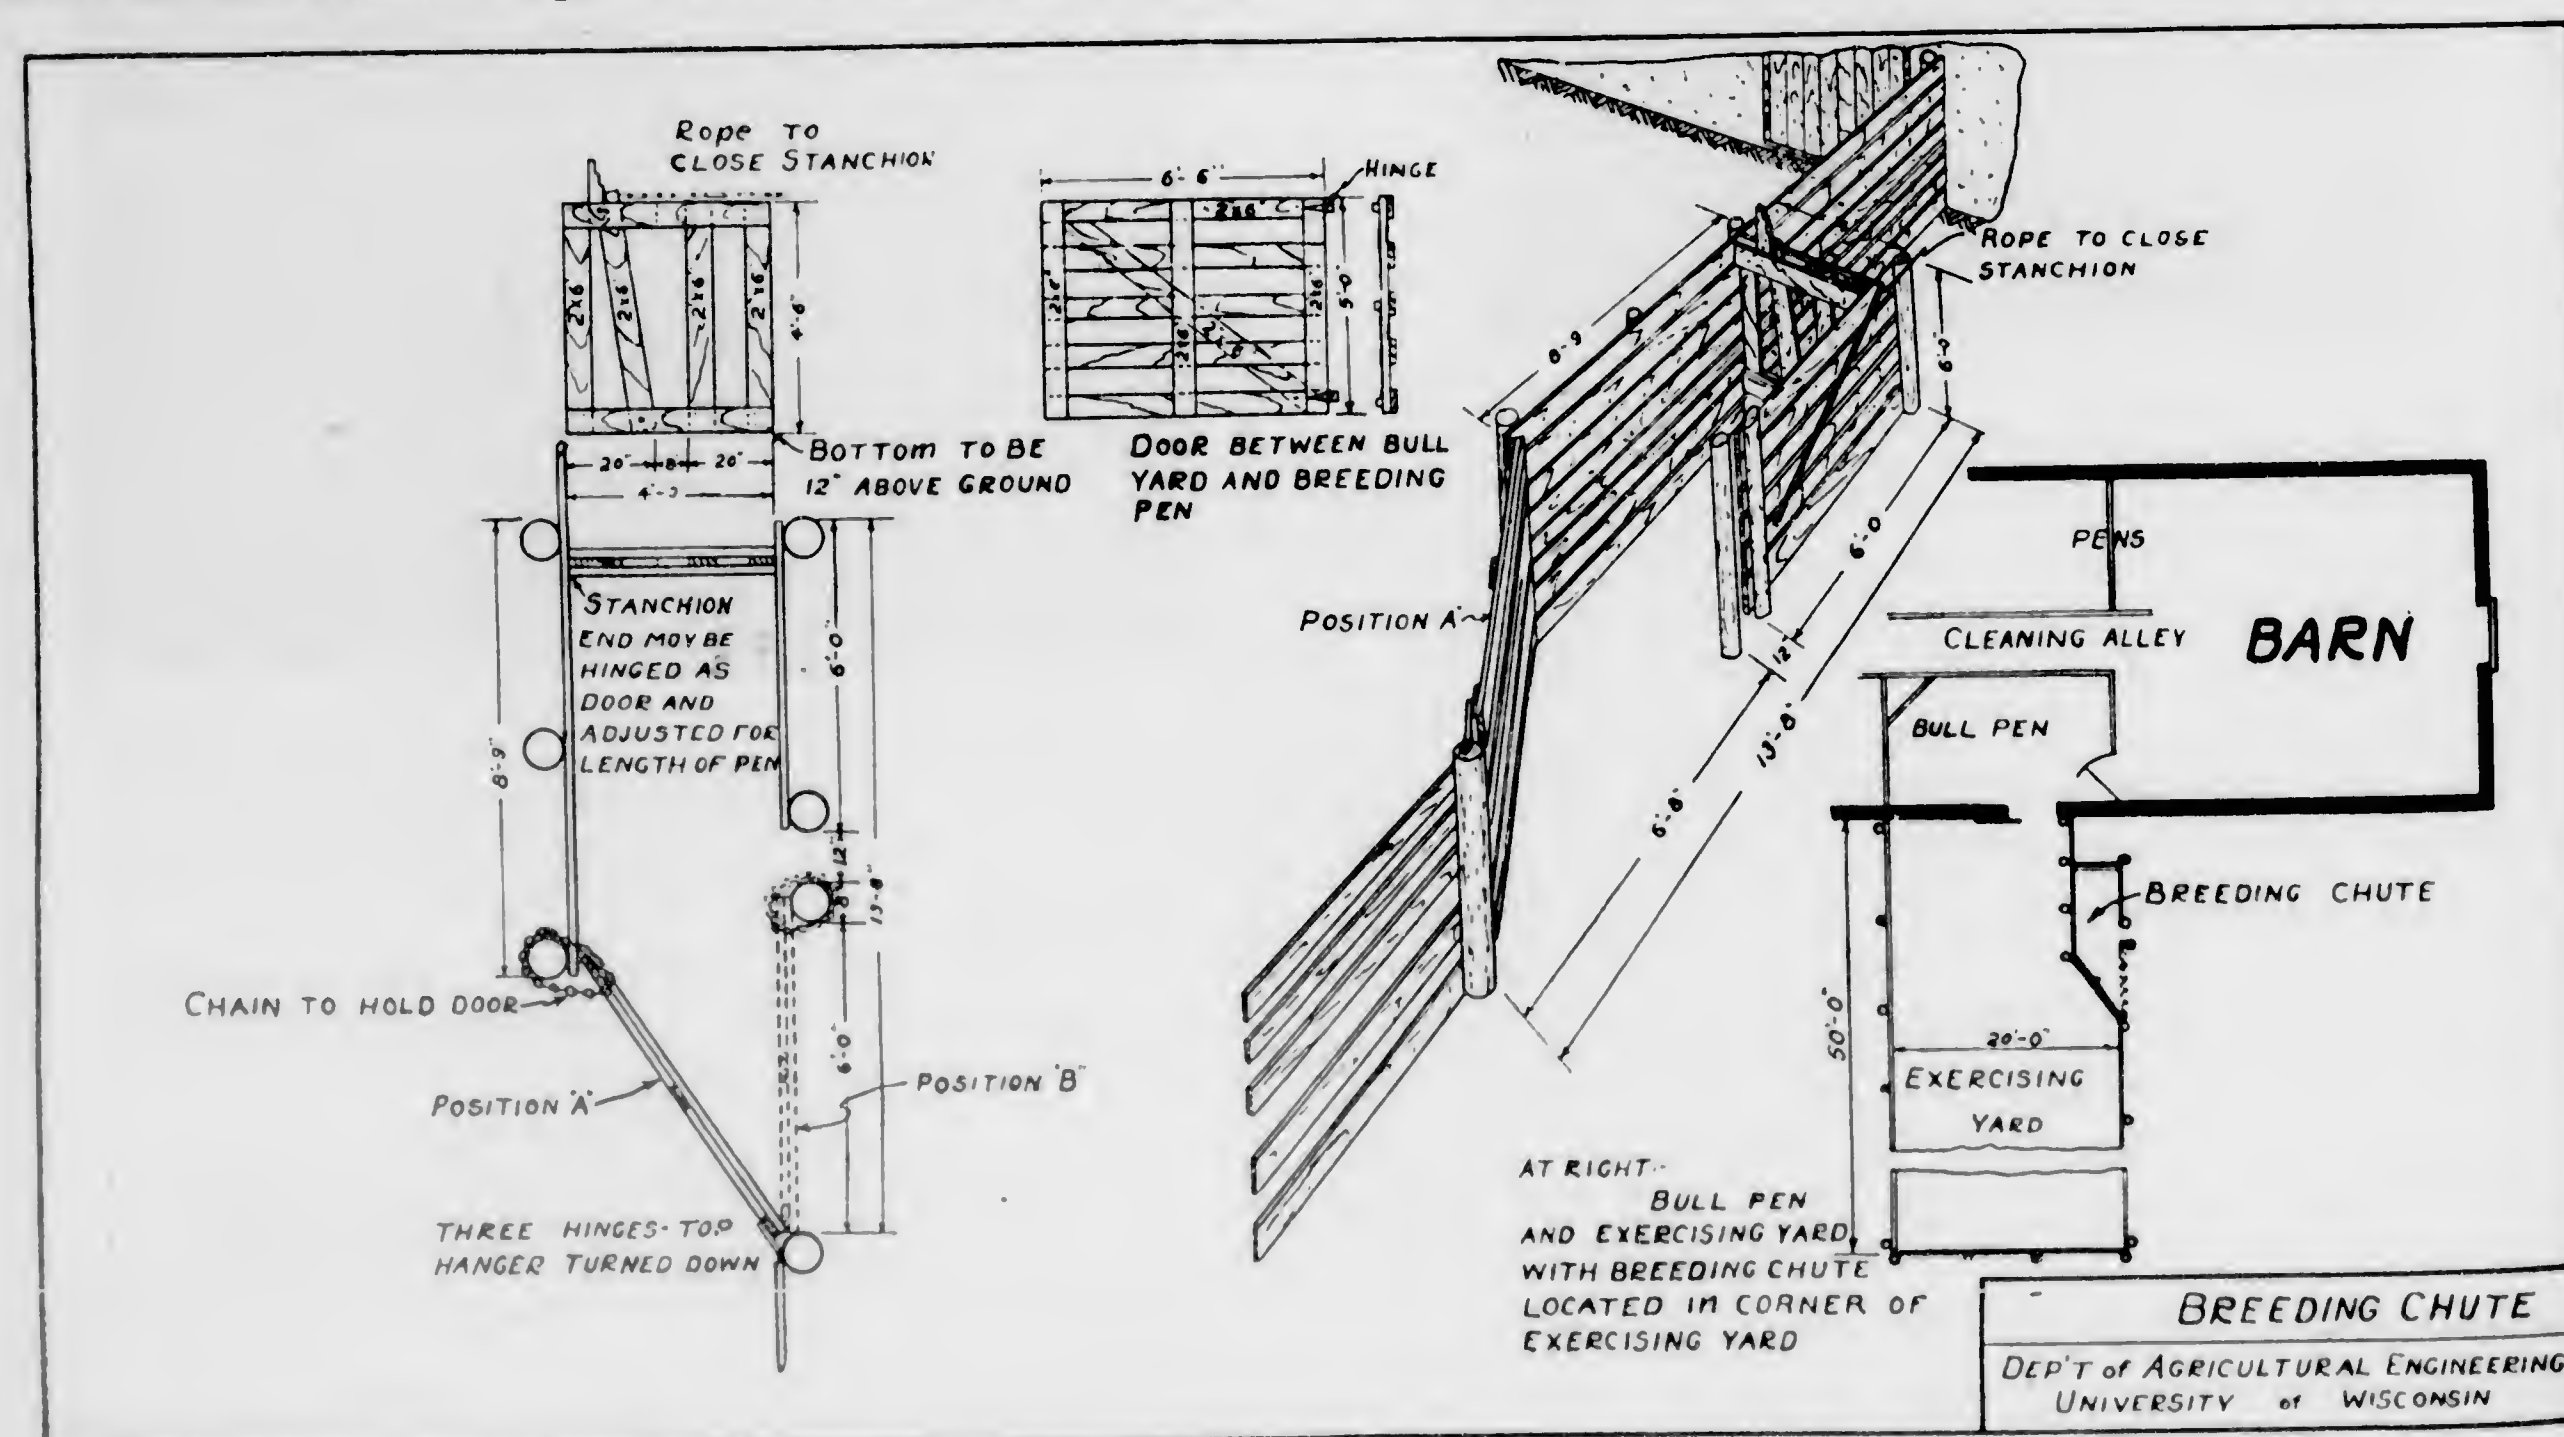 Rope TO
CLOSE STANCHION
2x6
2x6
2x6
2x6
4'-6"
20"
8"
20"
BOTTOM TO BE
12" ABOVE GROUND
6'-6"
HINGE
2x6
2x6
2x6
2x6
5'-0"
DOOR BETWEEN BULL
YARD AND BREEDING
PEN
STANCHION
END MOY BE
HINGED AS
DOOR AND
ADJUSTED FOR
LENGTH OF PEN
8'-9"
6'-0"
12"
8"
13'-8"
6'-0"
CHAIN TO HOLD DOOR
POSITION "A"
POSITION "B"
THREE HINGES-TOP
HANGER TURNED DOWN
ROPE TO CLOSE
STANCHION
8-9
6'-0
12"
6'-8"
13'-8"
POSITION A
PENS
CLEANING ALLEY
BARN
BULL PEN
BREEDING CHUTE
50'-0"
20'-0"
EXERCISING
YARD
AT RIGHT-
BULL PEN
AND EXERCISING YARD
WITH BREEDING CHUTE
LOCATED IN CORNER OF
EXERCISING YARD
BREEDING CHUTE
DEP'T of AGRICULTURAL ENGINEERING
UNIVERSITY of WISCONSIN